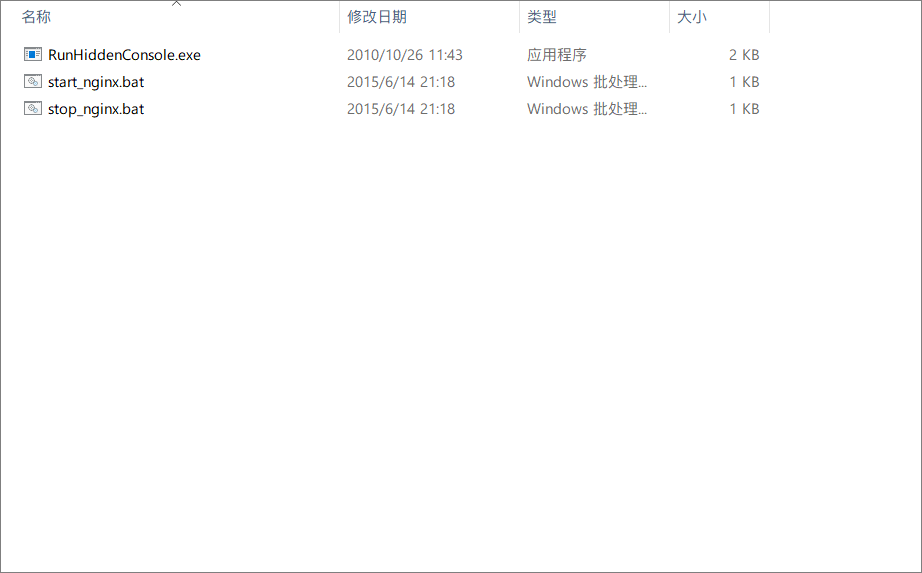 名称 修改日期 类型 大小
RunHiddenConsole.exe 2010/10/26 11:43 应用程序 2 KB
start_nginx.bat 2015/6/14 21:18 Windows 批处理... 1 KB
stop_nginx.bat 2015/6/14 21:18 Windows 批处理... 1 KB